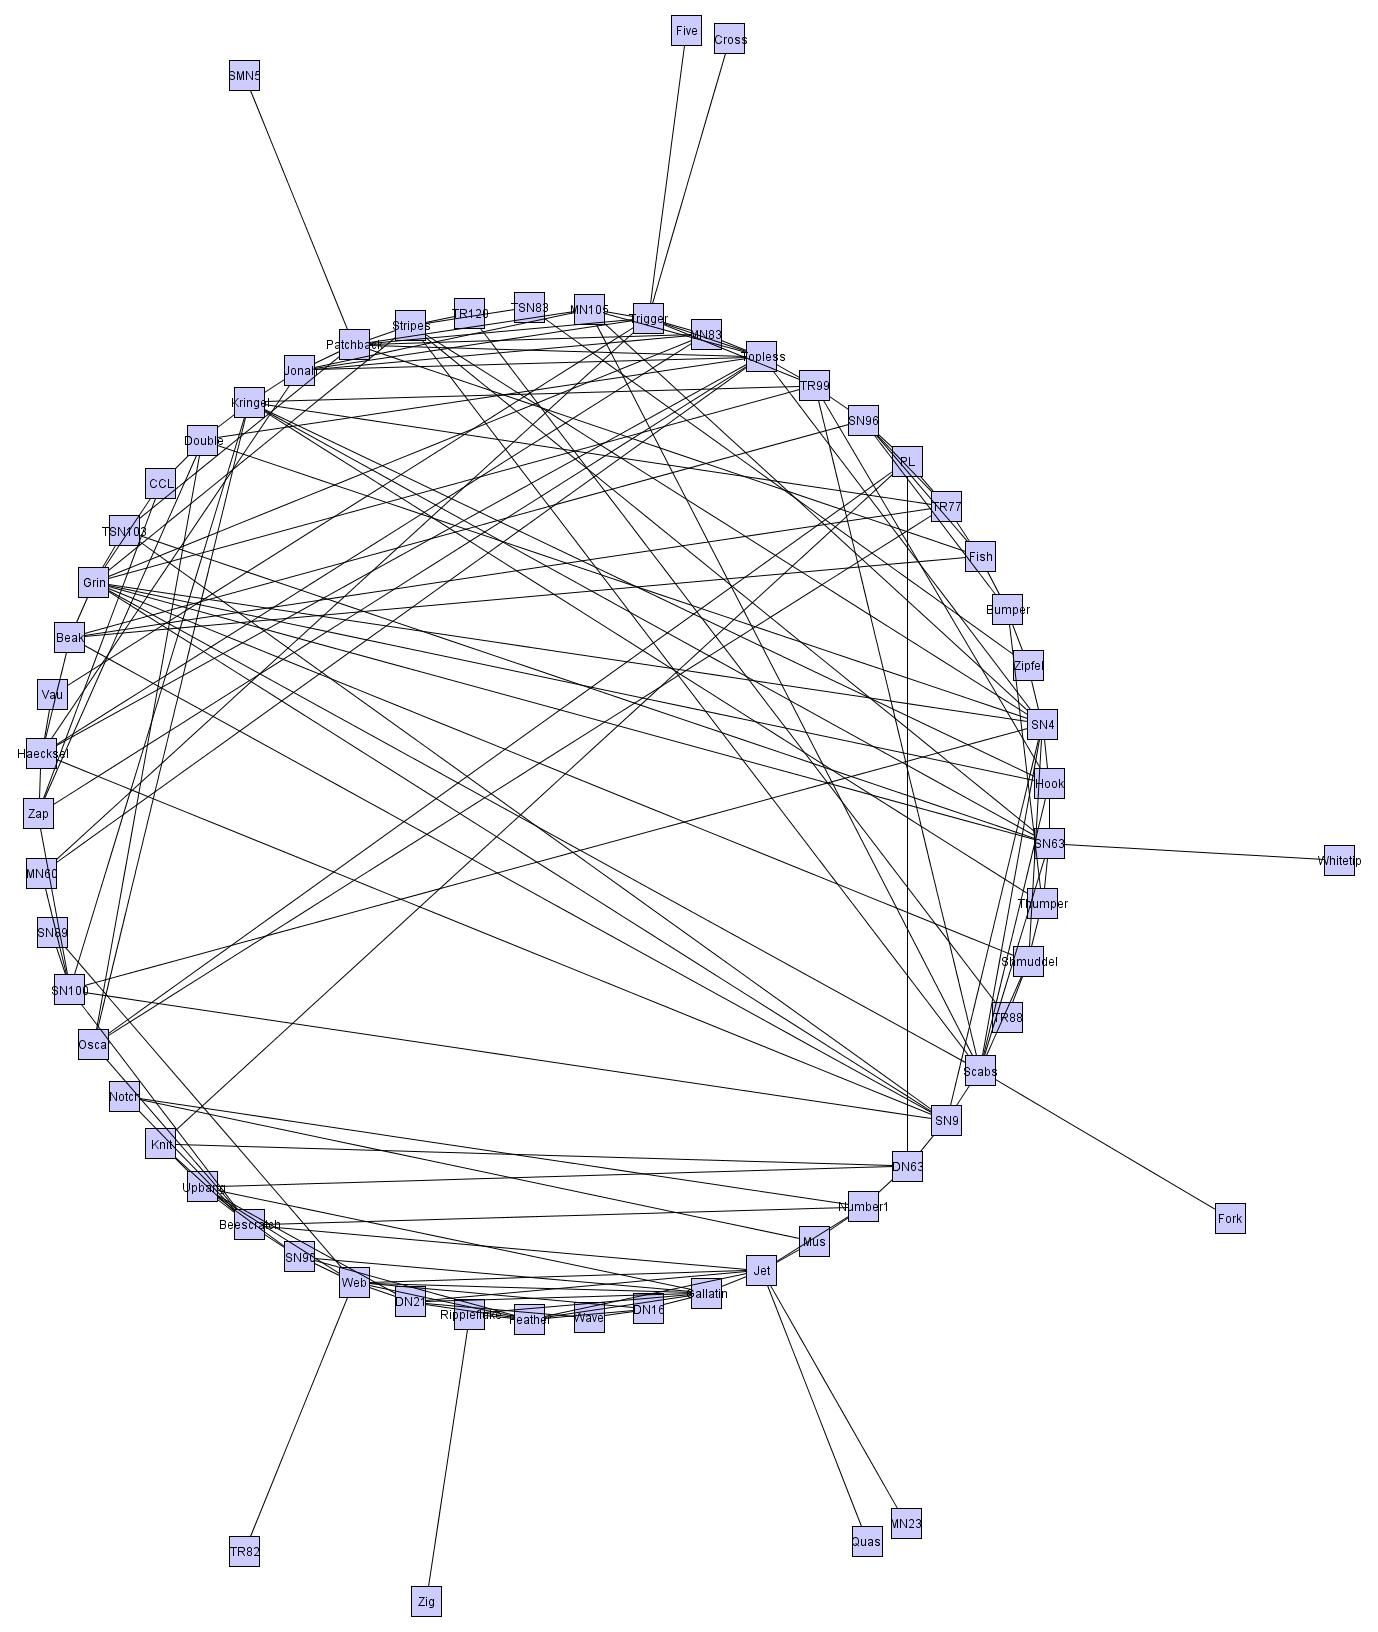 Five
Cross
SMN5
TSN83
MN105
TR120
Trigger
Stripes
MN83
Patchback
Topless
Jonah
TR99
Kringel
SN96
Double
PL
CCL
TR77
TSN103
Fish
Grin
Bumper
Beak
Zipfel
Vau
SN4
Haecksel
Hook
Zap
SN63
Whitetip
MN60
Thumper
SN89
Shmuddel
SN100
TR88
Osca
Scabs
Notch
SN9
Knit
DN63
Upbang
Number1
Fork
Beescratch
Mus
SN90
Jet
Web
Gallatin
DN21
DN16
Ripplefluke
Wave
Feather
MN23
Quas
TR82
Zig